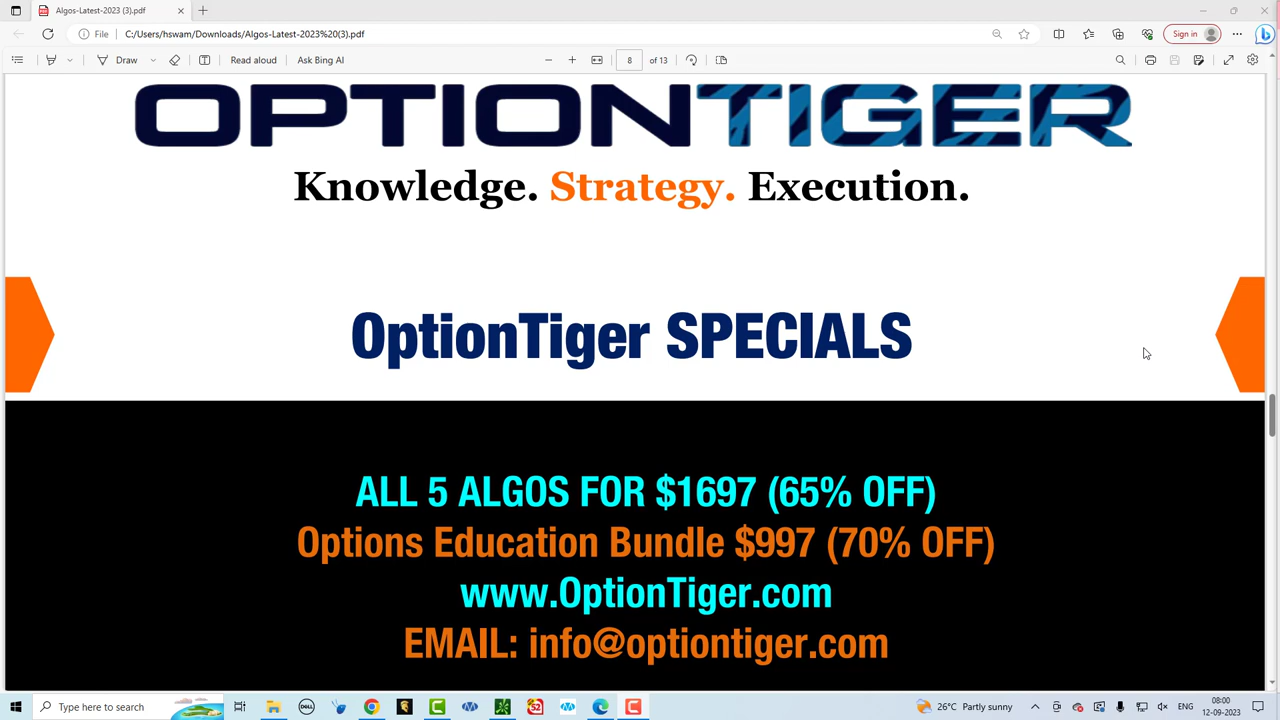 Algos-Latest-2023 (3).pdf
File C:/Users/hswam/Downloads/Algos-Latest-2023%20(3).pdf
Sign in
Draw
Read aloud
Ask Bing AI
8 of 13
OPTIONTIGER
Knowledge. Strategy. Execution.
OptionTiger SPECIALS
ALL 5 ALGOS FOR $1697 (65% OFF)
Options Education Bundle $997 (70% OFF)
www.OptionTiger.com
EMAIL: info@optiontiger.com
Type here to search
DELL
52
26°C Partly sunny
ENG
08:00
12-09-2023